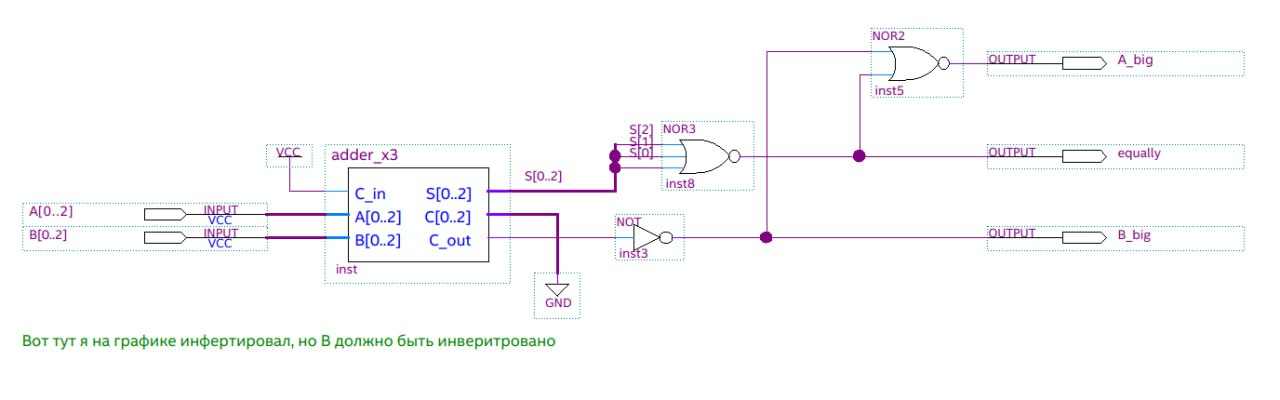 NOR2
OUTPUT
A_big
inst5
S[2]
NOR3
S[1]
VCC
adder_x3
S[0]
OUTPUT
equally
S[0..2]
inst8
C_in
S[0..2]
A[0..2]
INPUT
VCC
A[0..2]
C[0..2]
NOT
B[0..2]
INPUT
VCC
B[0..2]
C_out
OUTPUT
B_big
inst3
inst
GND
Вот тут я на графике инфертировал, но B должно быть инверитровано